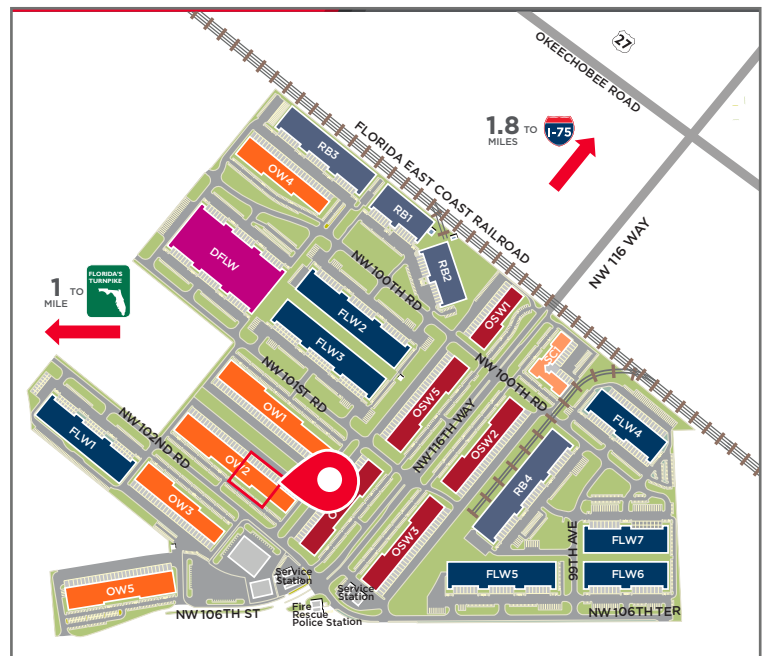 27
OKEECHOBEE ROAD
1.8 TO I-75
MILES
FLORIDA EAST COAST RAILROAD
NW 116 WAY
RB3
OW4
RB1
RB2
DFLW
NW 100TH RD
1 TO
MILE
FLORIDA'S
TURNPIKE
FLW2
FLW3
OSW1
SC1
NW 100TH RD
NW 101ST RD
OSW5
OW1
NW 116TH WAY
OSW2
FLW4
FLW1
NW 102ND RD
OW2
RB4
OW3
O
OSW3
99TH AVE
FLW7
FLW5
FLW6
OW5
Service
Station
Service
Station
NW 106TH ST
Fire
Rescue
Police Station
NW 106TH TER